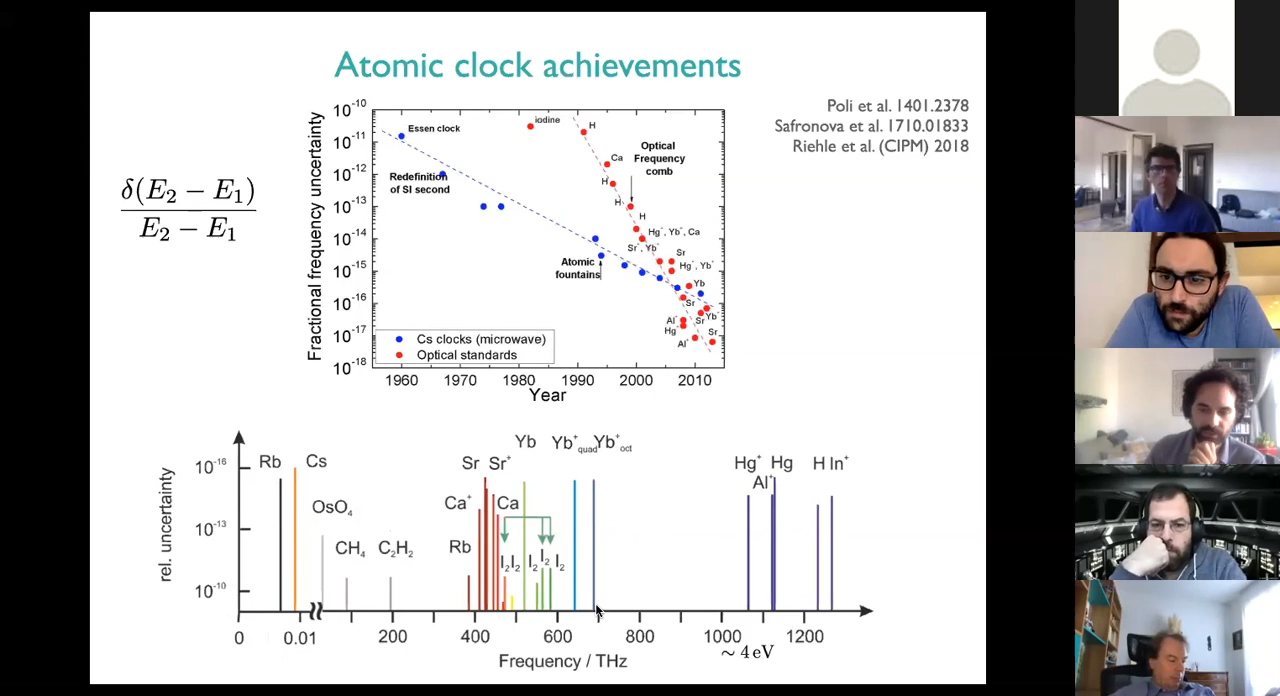 Atomic clock achievements
Poli et al. 1401.2378
Safronova et al. 1710.01833
Riehle et al. (CIPM) 2018
δ(E₂ − E₁)
E₂ − E₁
Fractional frequency uncertainty
10⁻¹⁰
10⁻¹¹
10⁻¹²
10⁻¹³
10⁻¹⁴
10⁻¹⁵
10⁻¹⁶
10⁻¹⁷
10⁻¹⁸
Essen clock
iodine
H
Redefinition
of SI second
Ca
H
H
Optical
Frequency
comb
H
Hg⁺, Yb⁺, Ca
Sr⁺, Yb⁺
Sr
Hg⁺, Yb⁺
Atomic
fountains
Yb
Sr
Yb⁺
Sr
Al⁺
Hg⁺
Al⁺
Sr
Cs clocks (microwave)
Optical standards
1960 1970 1980 1990 2000 2010
Year
rel. uncertainty
10⁻¹⁶
10⁻¹³
10⁻¹⁰
Rb Cs
OsO₄
CH₄ C₂H₂
Sr Sr⁺
Ca⁺ Ca
Rb
I₂ I₂ I₂ I₂ I₂
Yb Yb⁺quad Yb⁺oct
Hg⁺ Hg
Al⁺
H In⁺
0 0.01 200 400 600 800 1000 1200
∼ 4 eV
Frequency / THz